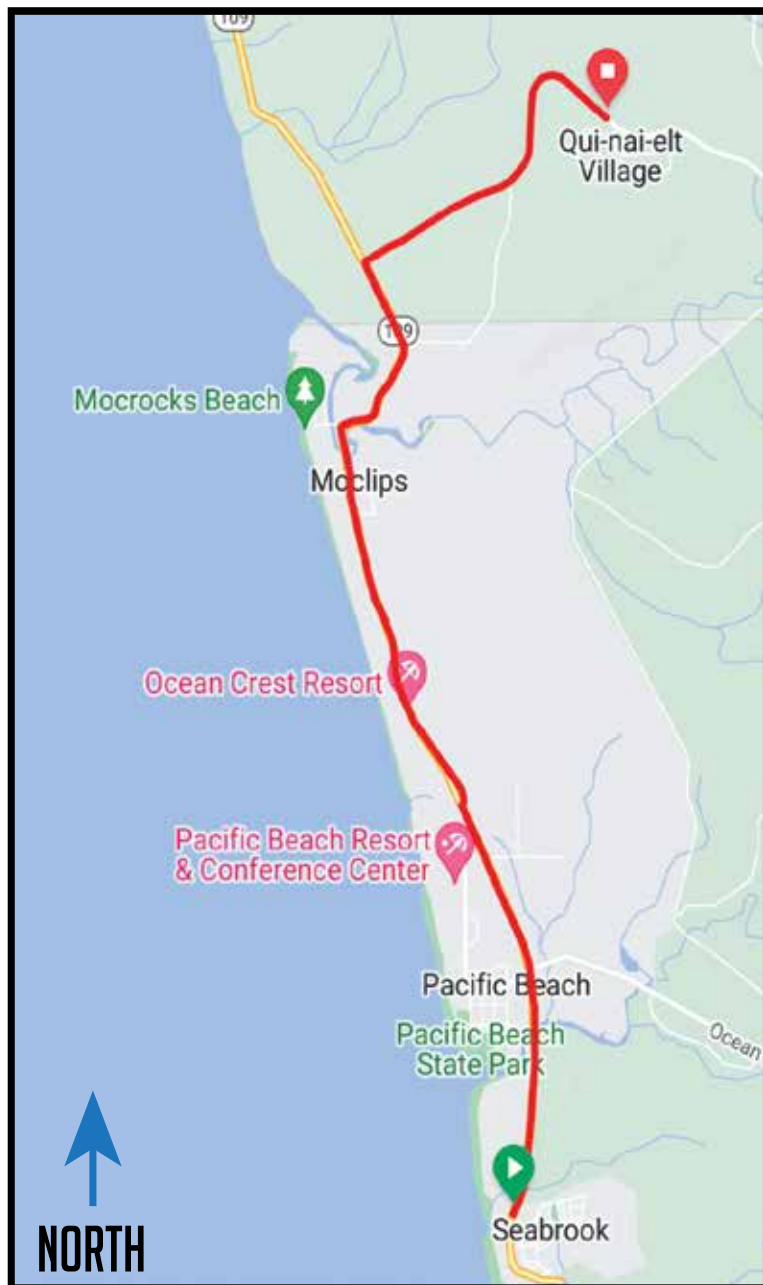 109
Qui-nai-elt
Village
109
Mocrocks Beach
Moclips
Ocean Crest Resort
Pacific Beach Resort
& Conference Center
Pacific Beach
Pacific Beach
State Park
Ocean
Seabrook
NORTH